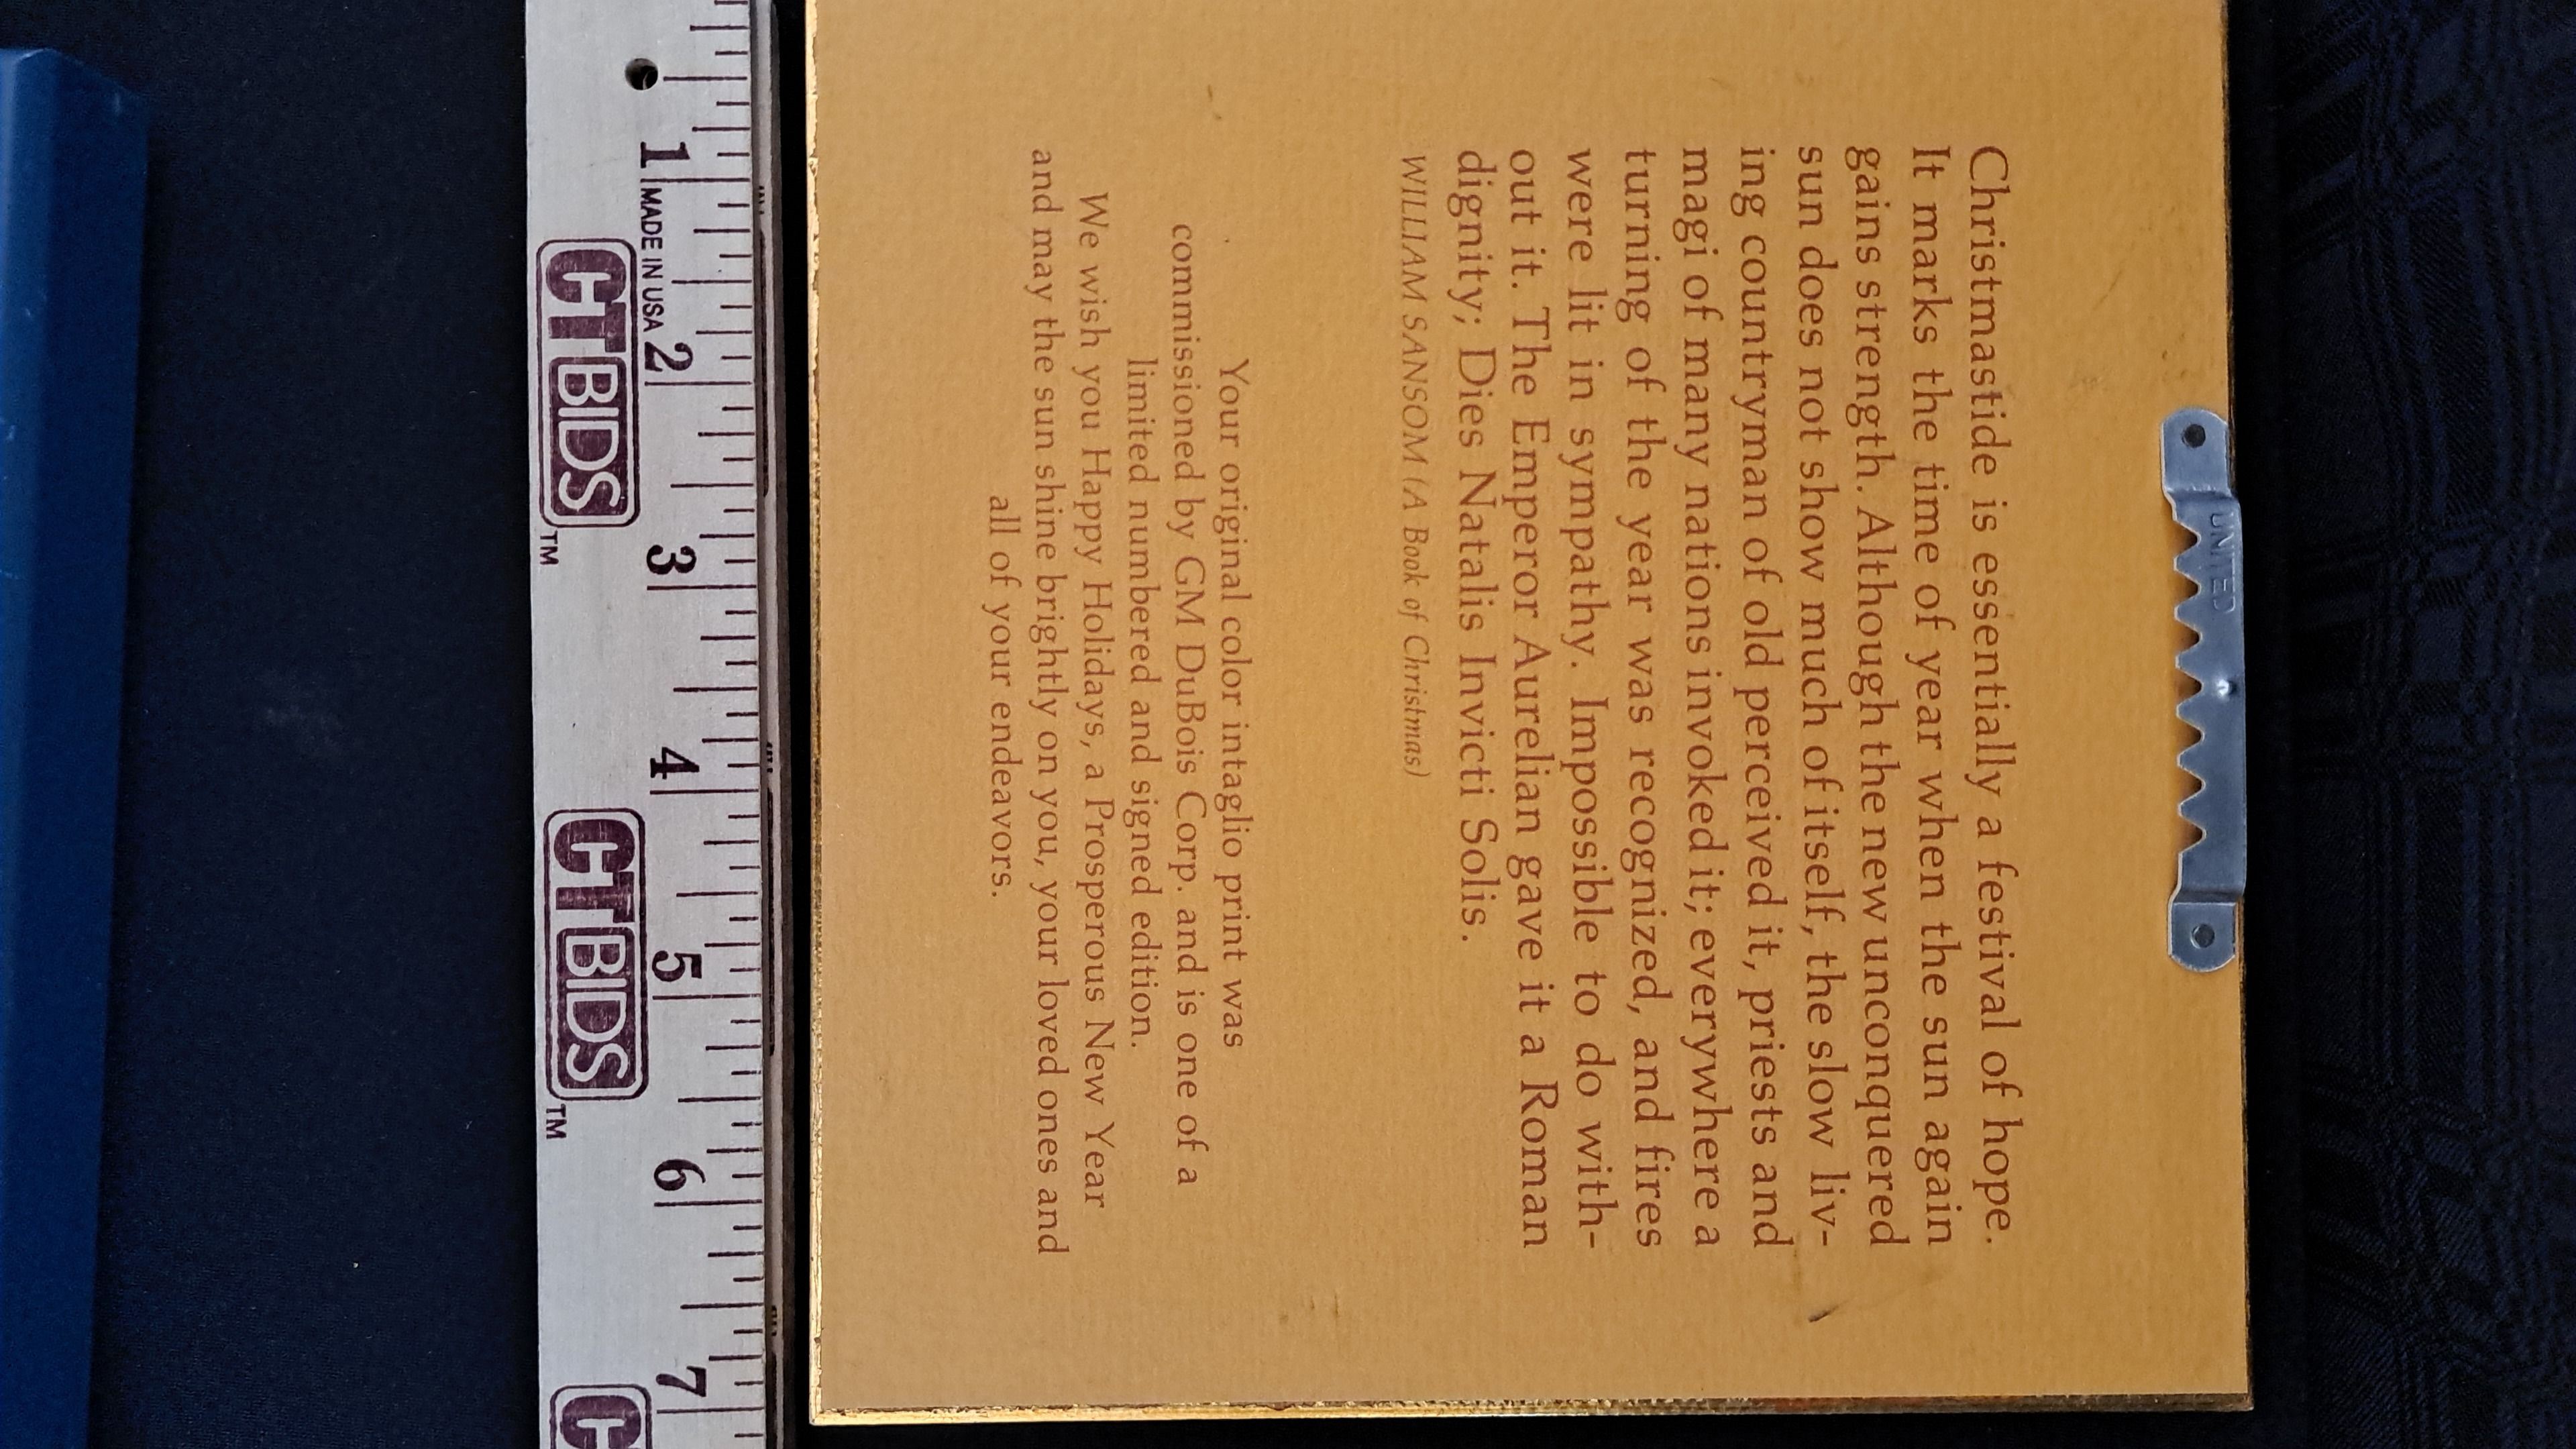 UNITED
Christmastide is essentially a festival of hope.
It marks the time of year when the sun again
gains strength. Although the new unconquered
sun does not show much of itself, the slow liv-
ing countryman of old perceived it, priests and
magi of many nations invoked it; everywhere a
turning of the year was recognized, and fires
were lit in sympathy. Impossible to do with-
out it. The Emperor Aurelian gave it a Roman
dignity; Dies Natalis Invicti Solis.
WILLIAM SANSOM (A Book of Christmas)
Your original color intaglio print was
commissioned by GM DuBois Corp. and is one of a
limited numbered and signed edition.
We wish you Happy Holidays, a Prosperous New Year
and may the sun shine brightly on you, your loved ones and
all of your endeavors.
1 MADE IN USA 2 3 4 5 6 7
CTBIDS™ CTBIDS™ C